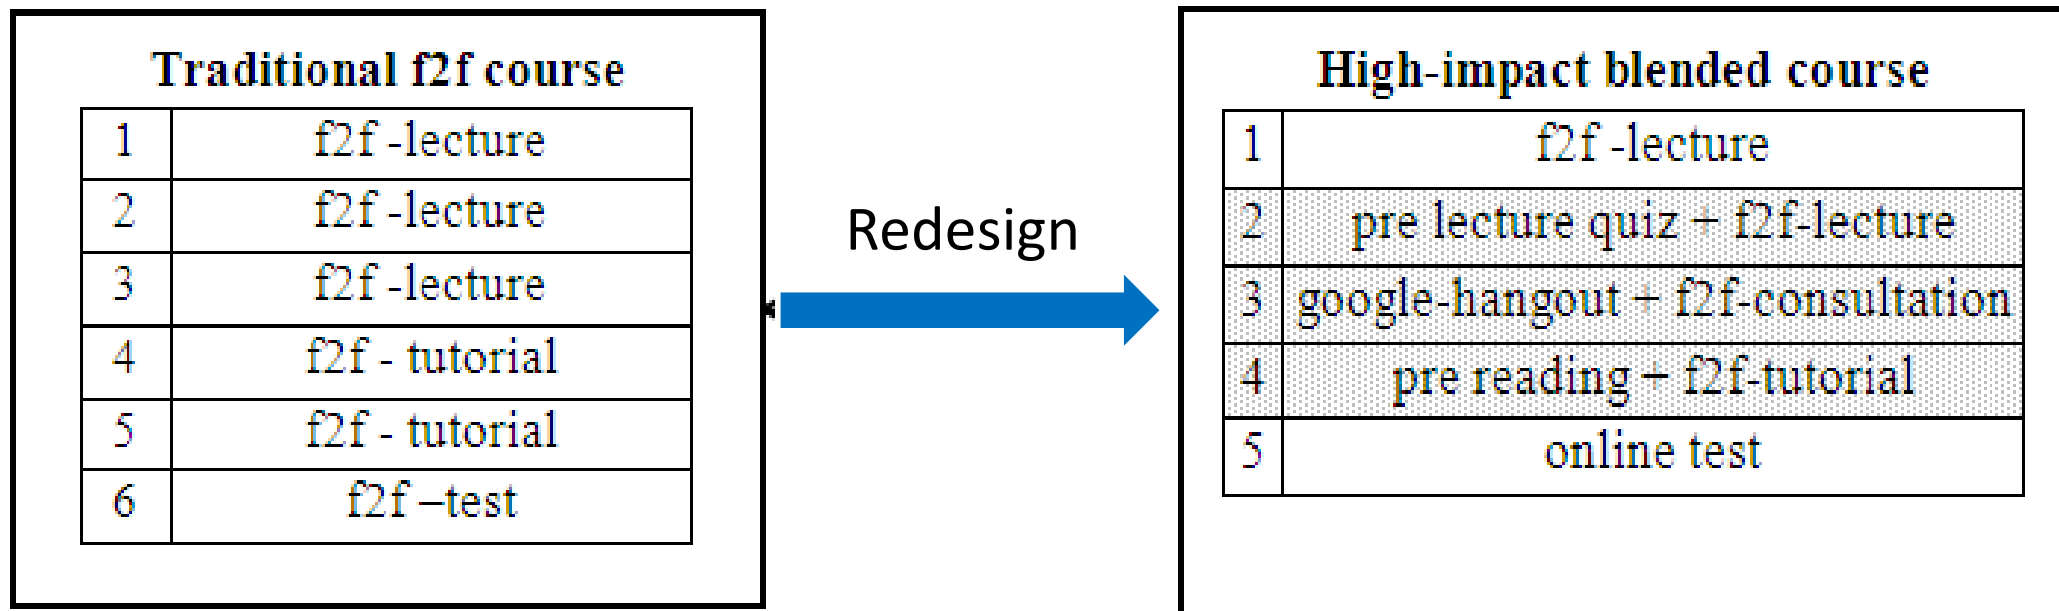 Traditional f2f course
1 f2f -lecture
2 f2f -lecture
3 f2f -lecture
4 f2f - tutorial
5 f2f - tutorial
6 f2f –test
Redesign
High-impact blended course
1 f2f -lecture
2 pre lecture quiz + f2f-lecture
3 google-hangout + f2f-consultation
4 pre reading + f2f-tutorial
5 online test